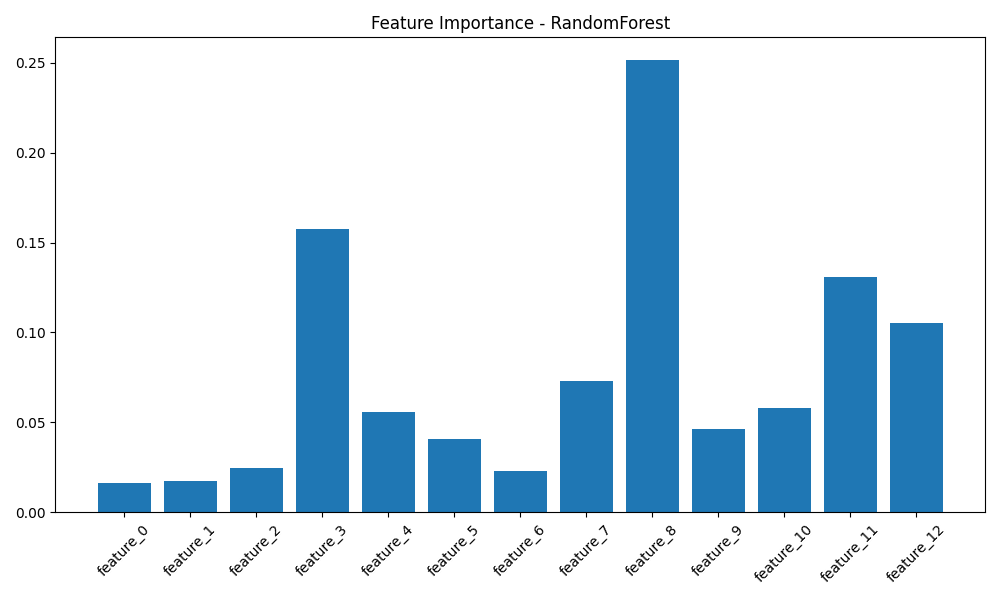 Feature Importance - RandomForest
0.25
0.20
0.15
0.10
0.05
0.00
feature_0
feature_1
feature_2
feature_3
feature_4
feature_5
feature_6
feature_7
feature_8
feature_9
feature_10
feature_11
feature_12